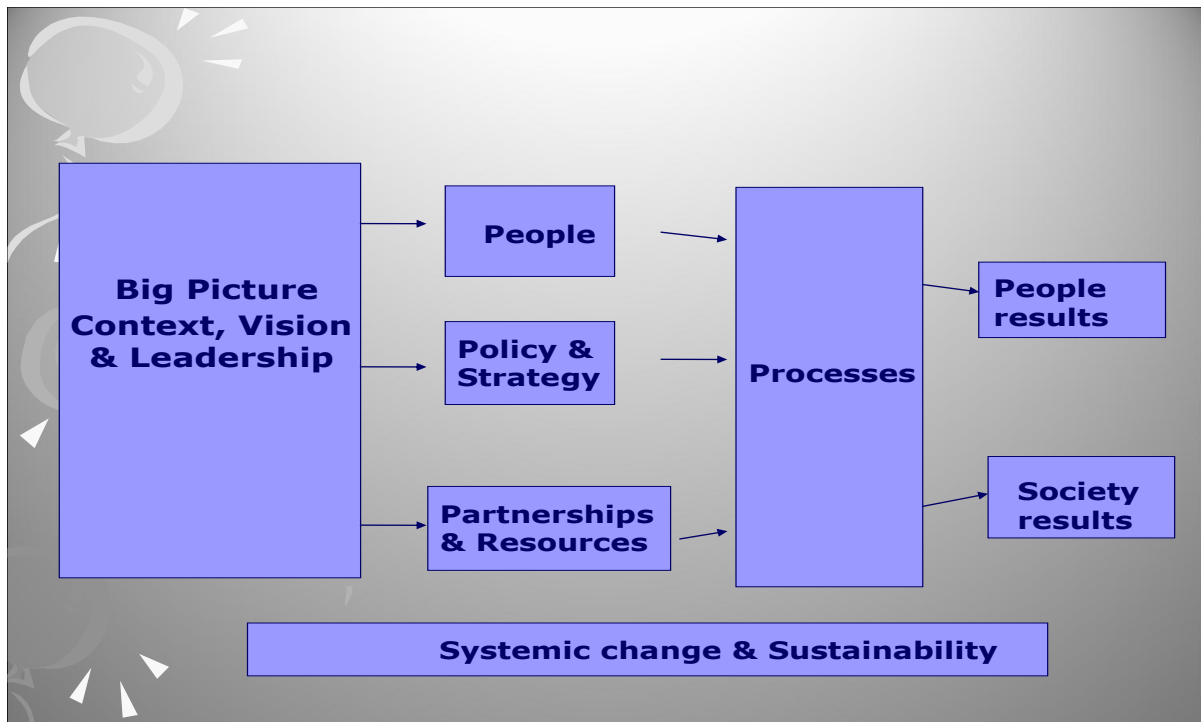 Big Picture
Context, Vision
& Leadership
People
Policy &
Strategy
Partnerships
& Resources
Processes
People
results
Society
results
Systemic change & Sustainability